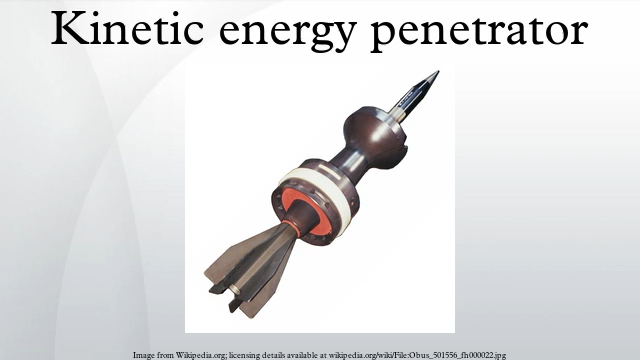 Kinetic energy penetrator
Image from Wikipedia.org; licensing details available at wikipedia.org/wiki/File:Obus_501556_fh000022.jpg